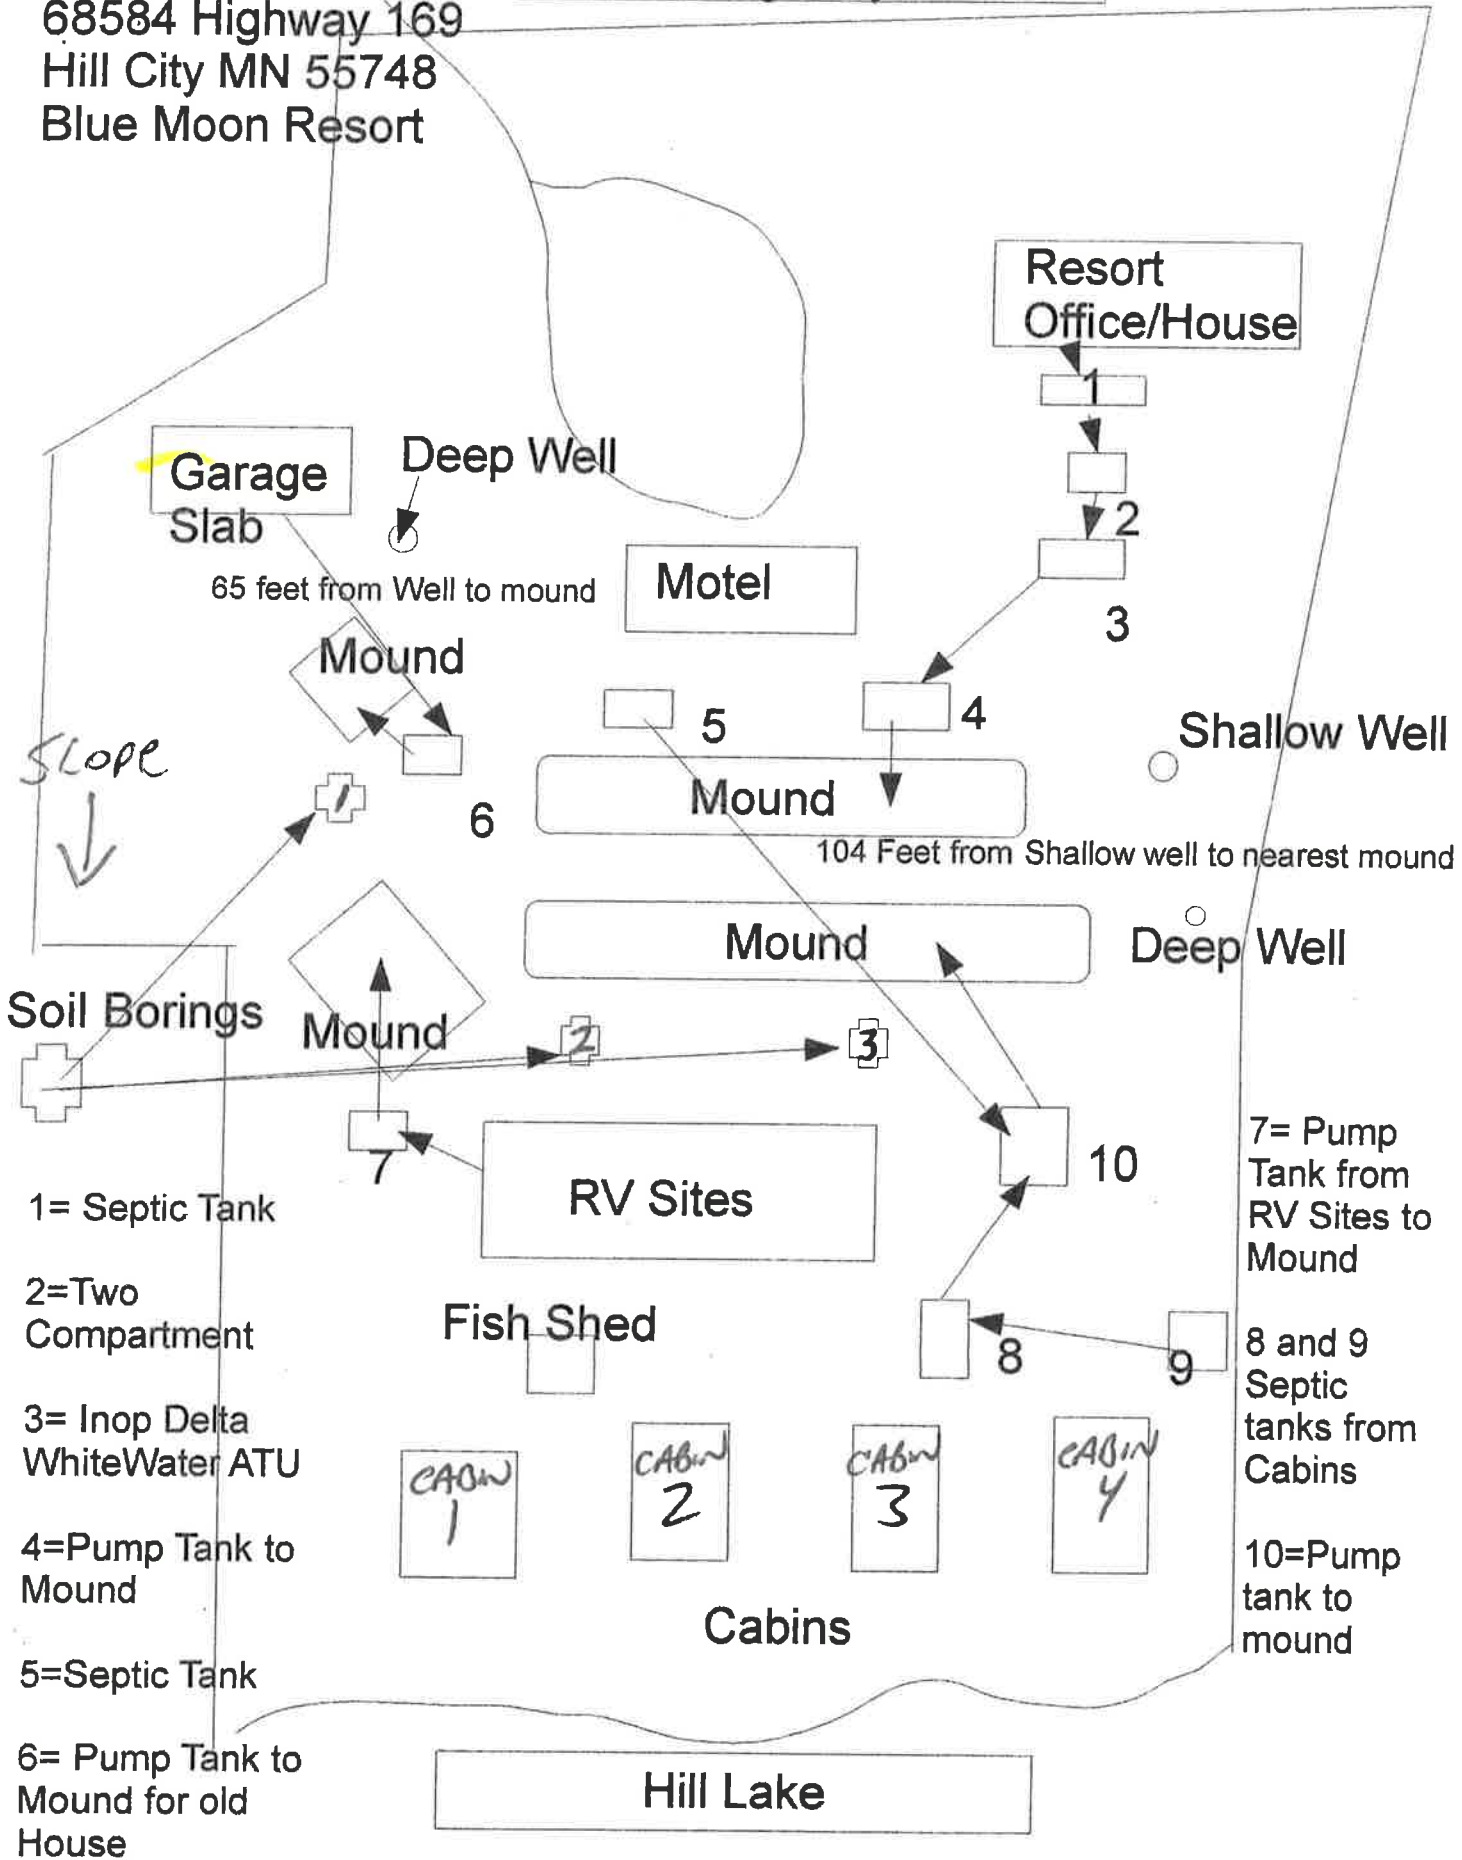 68584 Highway 169
Hill City MN 55748
Blue Moon Resort
Resort
Office/House
1
2
3
4
Garage
Slab
Deep Well
65 feet from Well to mound
Motel
Mound
5
6
Shallow Well
SLOPE
1
Mound
104 Feet from Shallow well to nearest mound
Mound
Deep Well
Soil Borings
Mound
2
3
7
RV Sites
10
Fish Shed
8
9
CABIN
1
CABIN
2
CABIN
3
CABIN
4
Cabins
Hill Lake
1= Septic Tank
2=Two
Compartment
3= Inop Delta
WhiteWater ATU
4=Pump Tank to
Mound
5=Septic Tank
6= Pump Tank to
Mound for old
House
7= Pump
Tank from
RV Sites to
Mound
8 and 9
Septic
tanks from
Cabins
10=Pump
tank to
mound